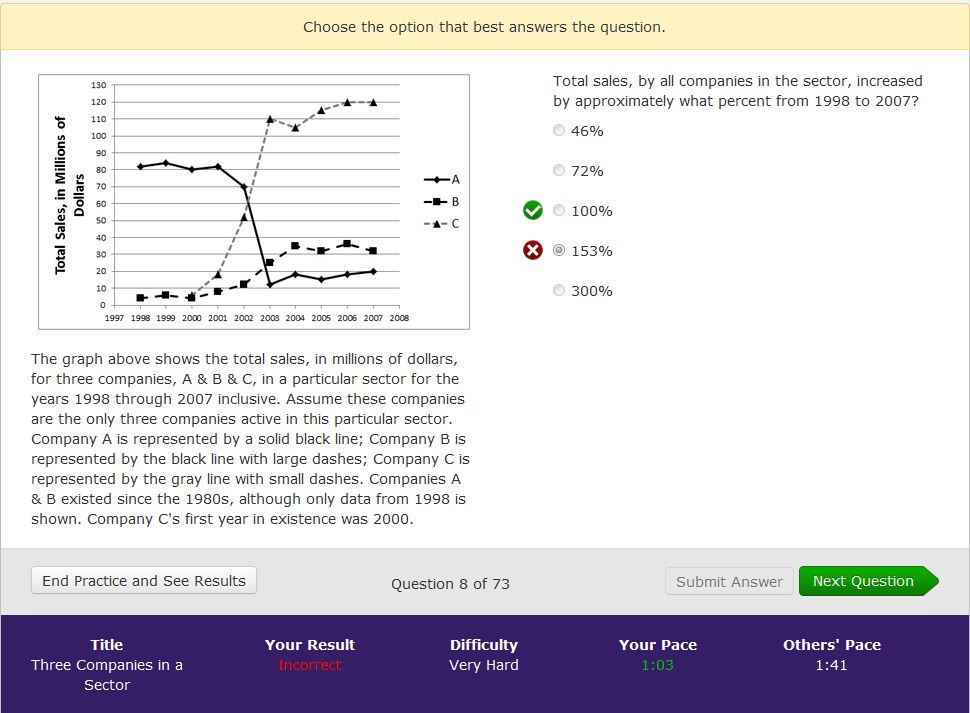 Choose the option that best answers the question.
Total Sales, in Millions of
Dollars
130
120
110
100
90
80
70
60
50
40
30
20
10
0
1997 1998 1999 2000 2001 2002 2003 2004 2005 2006 2007 2008
A
B
C
The graph above shows the total sales, in millions of dollars,
for three companies, A & B & C, in a particular sector for the
years 1998 through 2007 inclusive. Assume these companies
are the only three companies active in this particular sector.
Company A is represented by a solid black line; Company B is
represented by the black line with large dashes; Company C is
represented by the gray line with small dashes. Companies A
& B existed since the 1980s, although only data from 1998 is
shown. Company C's first year in existence was 2000.
Total sales, by all companies in the sector, increased
by approximately what percent from 1998 to 2007?
46%
72%
100%
153%
300%
End Practice and See Results
Question 8 of 73
Submit Answer
Next Question
Title
Three Companies in a
Sector
Your Result
Incorrect
Difficulty
Very Hard
Your Pace
1:03
Others' Pace
1:41